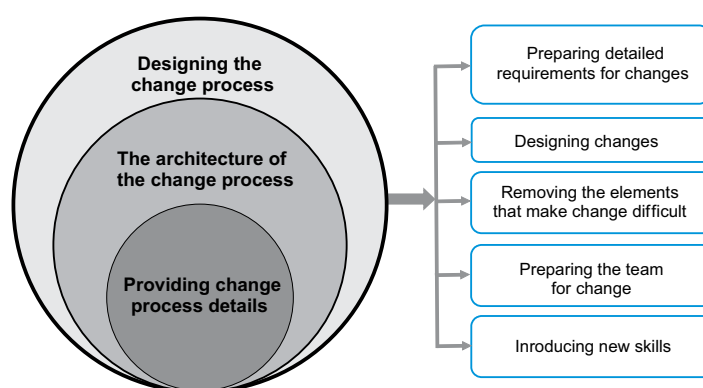 Designing the
change process
The architecture of
the change process
Providing change
process details
Preparing detailed
requirements for changes
Designing changes
Removing the elements
that make change difficult
Preparing the team
for change
Inroducing new skills